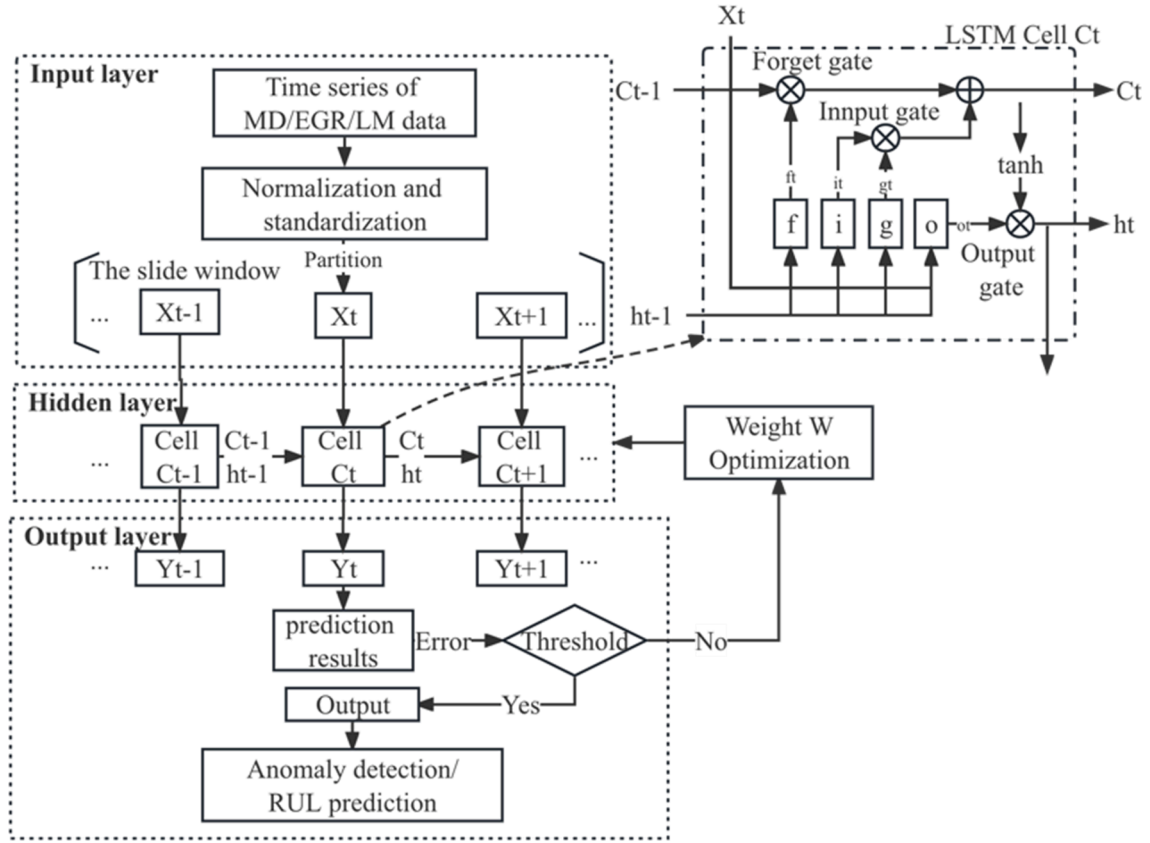 Input layer
Time series of
MD/EGR/LM data
Normalization and
standardization
Partition
The slide window
...
Xt-1
Xt
Xt+1
...
Hidden layer
...
Cell
Ct-1
Ct-1
ht-1
Cell
Ct
Ct
ht
Cell
Ct+1
...
Output layer
...
Yt-1
Yt
Yt+1
...
prediction
results
Error
Threshold
No
Yes
Output
Anomaly detection/
RUL prediction
Weight W
Optimization
Xt
LSTM Cell Ct
Forget gate
Ct-1
Ct
Innput gate
tanh
ft
it
gt
f
i
g
o
ot
ht
Output
gate
ht-1